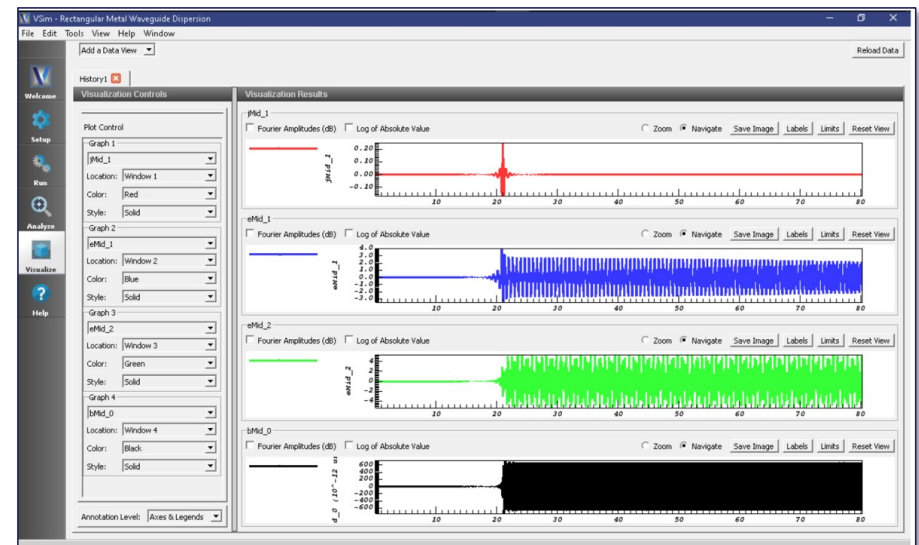 VSim - Rectangular Metal Waveguide Dispersion
File Edit Tools View Help Window
Add a Data View
Reload Data
History1
Welcome
Setup
Run
Analyze
Visualize
Help
Visualization Controls
Plot Control
Graph 1
jMid_1
Location: Window 1
Color: Red
Style: Solid
Graph 2
eMid_1
Location: Window 2
Color: Blue
Style: Solid
Graph 3
eMid_2
Location: Window 3
Color: Green
Style: Solid
Graph 4
bMid_0
Location: Window 4
Color: Black
Style: Solid
Annotation Level: Axes & Legends
Visualization Results
jMid_1
Fourier Amplitudes (dB) Log of Absolute Value Zoom Navigate Save Image Labels Limits Reset View
jMid_1
0.20
0.10
0.00
-0.10
10 20 30 40 50 60 70 80
eMid_1
Fourier Amplitudes (dB) Log of Absolute Value Zoom Navigate Save Image Labels Limits Reset View
eMid_1
4.0
3.0
2.0
1.0
0.0
-1.0
-2.0
-3.0
10 20 30 40 50 60 70 80
eMid_2
Fourier Amplitudes (dB) Log of Absolute Value Zoom Navigate Save Image Labels Limits Reset View
eMid_2
4
2
0
-2
-4
10 20 30 40 50 60 70 80
bMid_0
Fourier Amplitudes (dB) Log of Absolute Value Zoom Navigate Save Image Labels Limits Reset View
d_0 (10^-12
600
400
200
0
-200
-400
-600
10 20 30 40 50 60 70 80